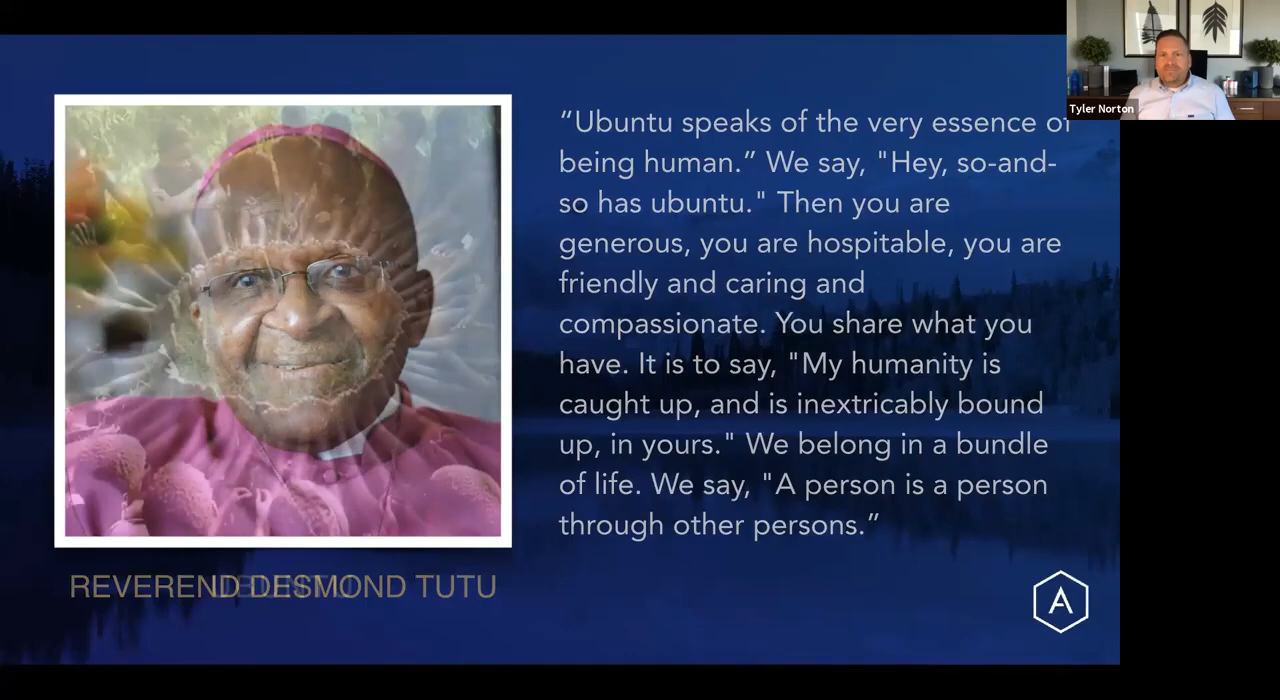 Tyler Norton
“Ubuntu speaks of the very essence of
being human.” We say, "Hey, so-and-
so has ubuntu." Then you are
generous, you are hospitable, you are
friendly and caring and
compassionate. You share what you
have. It is to say, "My humanity is
caught up, and is inextricably bound
up, in yours." We belong in a bundle
of life. We say, "A person is a person
through other persons.”
REVEREND DESMOND TUTU